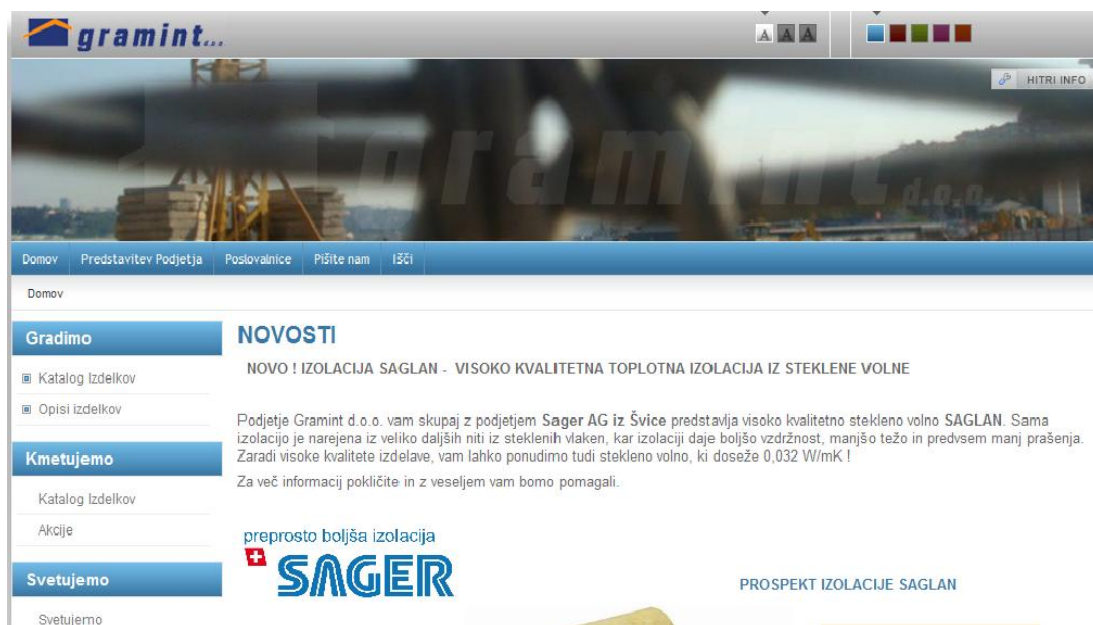 gramint...
A A A
HITRI INFO
gramint d.o.o.
Domov Predstavitev Podjetja Poslovalnice Pišite nam Išči
Domov
Gradimo
Katalog Izdelkov
Opisi izdelkov
Kmetujemo
Katalog Izdelkov
Akcije
Svetujemo
Svetujemo
NOVOSTI
NOVO ! IZOLACIJA SAGLAN - VISOKO KVALITETNA TOPLOTNA IZOLACIJA IZ STEKLENE VOLNE
Podjetje Gramint d.o.o. vam skupaj z podjetjem Sager AG iz Švice predstavlja visoko kvalitetno stekleno volno SAGLAN. Sama
izolacijo je narejena iz veliko daljših niti iz steklenih vlaken, kar izolaciji daje boljšo vzdržnost, manjšo težo in predvsem manj prašenja.
Zaradi visoke kvalitete izdelave, vam lahko ponudimo tudi stekleno volno, ki doseže 0,032 W/mK !
Za več informacij pokličite in z veseljem vam bomo pomagali.
preprosto boljša izolacija
SAGER
PROSPEKT IZOLACIJE SAGLAN